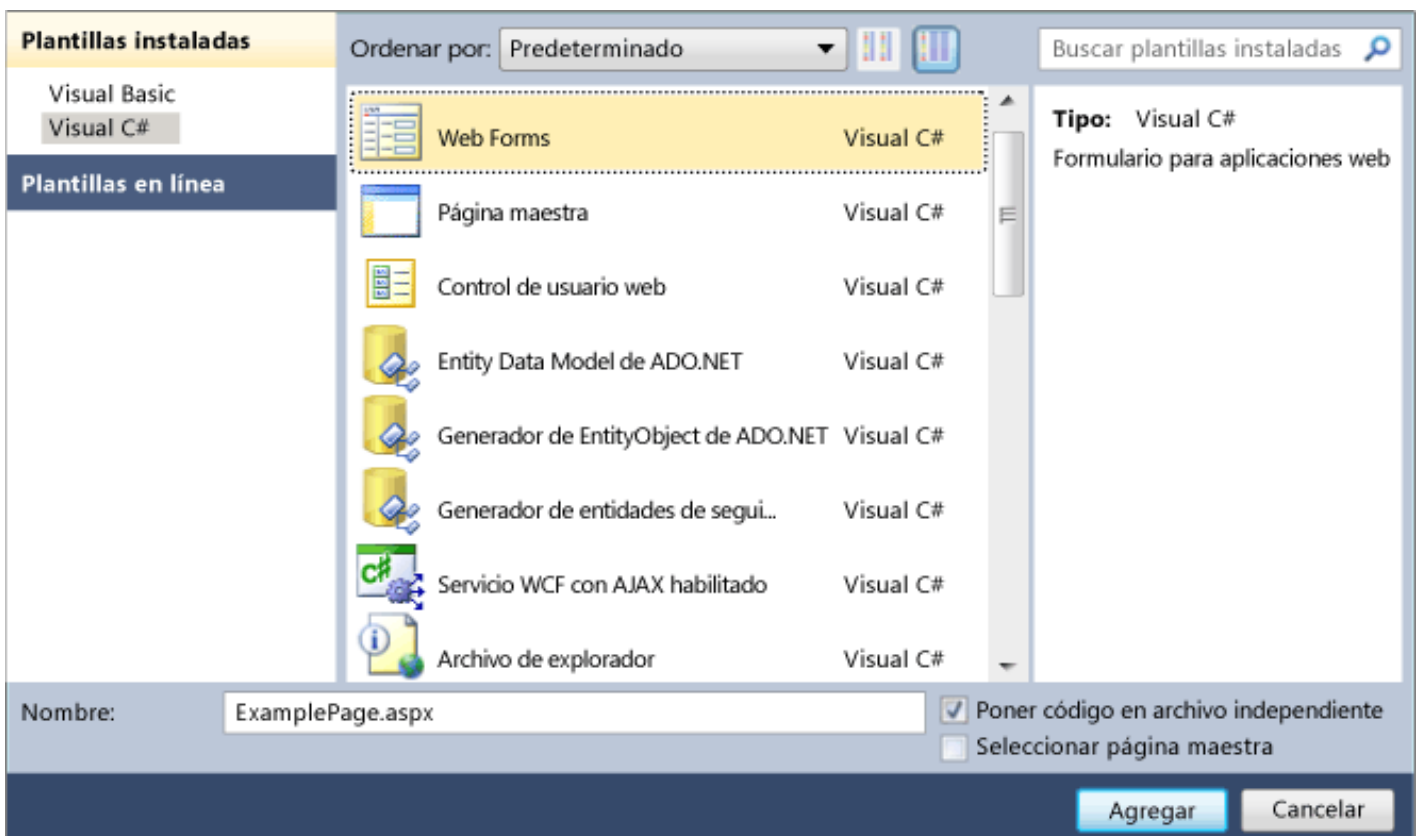 Plantillas instaladas
Visual Basic
Visual C#
Plantillas en línea
Ordenar por: Predeterminado
Buscar plantillas instaladas
Web Forms Visual C#
Página maestra Visual C#
Control de usuario web Visual C#
Entity Data Model de ADO.NET Visual C#
Generador de EntityObject de ADO.NET Visual C#
Generador de entidades de segui... Visual C#
Servicio WCF con AJAX habilitado Visual C#
Archivo de explorador Visual C#
Tipo: Visual C#
Formulario para aplicaciones web
Nombre: ExamplePage.aspx
Poner código en archivo independiente
Seleccionar página maestra
Agregar Cancelar